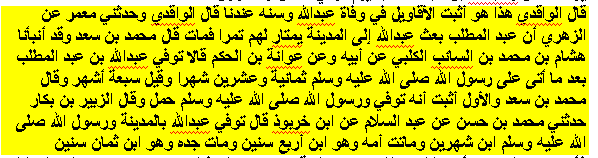 قال الواقدي هذا هو أثبت الأقاويل في وفاة عبدالله وسنه عندنا قال الواقدي وحدثني معمر عن
الزهري أن عبد المطلب بعث عبدالله إلى المدينة يمتار لهم تمرا فمات قال محمد بن سعد وقد أنبأنا
هشام بن محمد بن السائب الكلبي عن أبيه وعن عوانة بن الحكم قالا توفي عبدالله بن عبد المطلب
بعد ما أتى على رسول الله صلى الله عليه وسلم ثمانية وعشرين شهرا وقيل سبعة أشهر وقال
محمد بن سعد والأول أثبت أنه توفي ورسول الله صلى الله عليه وسلم حمل وقال الزبير بن بكار
حدثني محمد بن حسن عن عبد السلام عن ابن خربوذ قال توفي عبدالله بالمدينة ورسول الله صلى
الله عليه وسلم ابن شهرين وماتت أمه وهو ابن أربع سنين ومات جده وهو ابن ثمان سنين